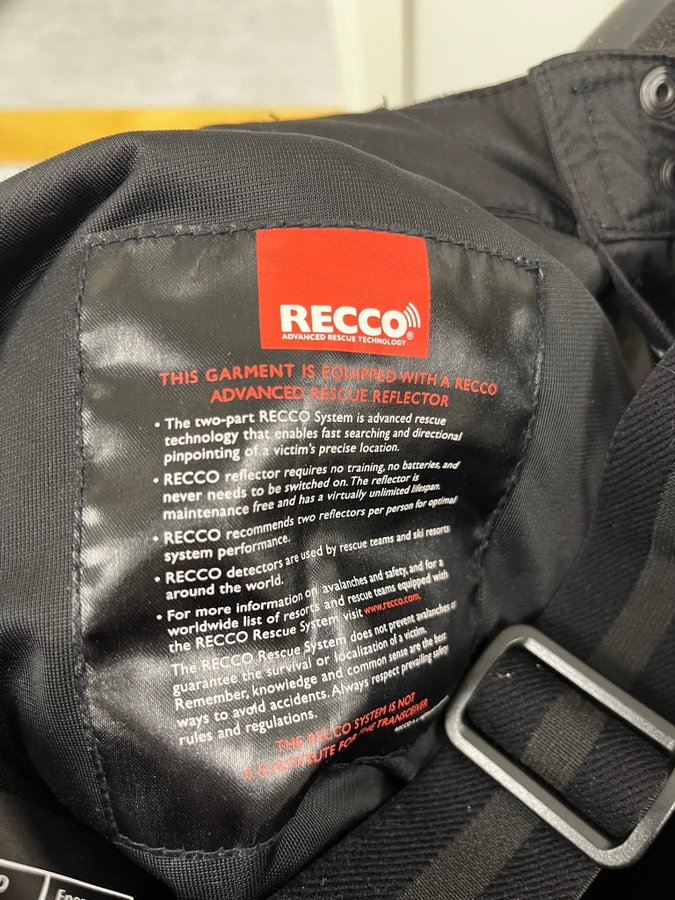 RECCO®
ADVANCED RESCUE TECHNOLOGY
THIS GARMENT IS EQUIPPED WITH A RECCO
ADVANCED RESCUE REFLECTOR
• The two-part RECCO System is advanced rescue
technology that enables fast searching and directional
pinpointing of a victim's precise location.
• RECCO reflector requires no training, no batteries, and
never needs to be switched on. The reflector is
maintenance free and has a virtually unlimited lifespan.
• RECCO recommends two reflectors per person for optimal
system performance.
• RECCO detectors are used by rescue teams and ski resorts
around the world.
• For more information on avalanches and safety, and for a
worldwide list of resorts and rescue teams equipped with
the RECCO Rescue System visit www.recco.com.
The RECCO Rescue System does not prevent avalanches or
guarantee the survival or localization of a victim.
Remember, knowledge and common sense are the best
ways to avoid accidents. Always respect prevailing safety
rules and regulations.
THE RECCO SYSTEM IS NOT
A SUBSTITUTE FOR THE TRANSCEIVER